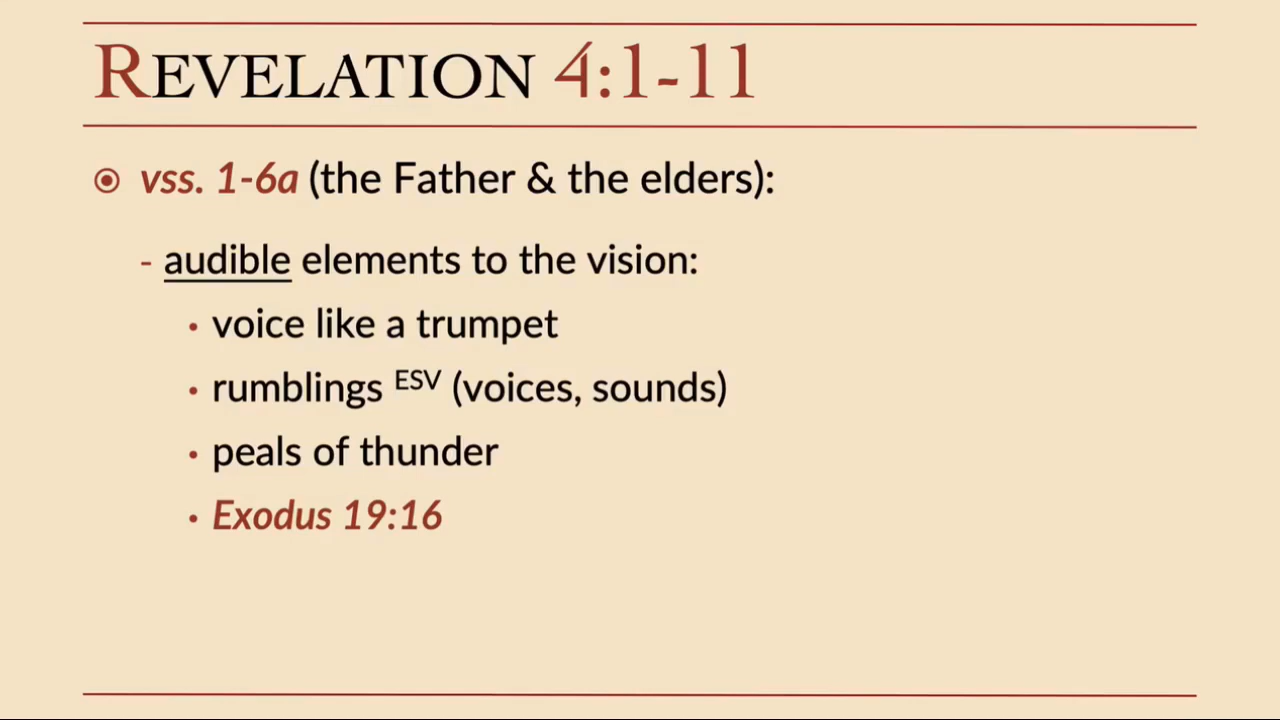 REVELATION 4:1-11
vss. 1-6a (the Father & the elders):
- audible elements to the vision:
• voice like a trumpet
• rumblings ESV (voices, sounds)
• peals of thunder
• Exodus 19:16